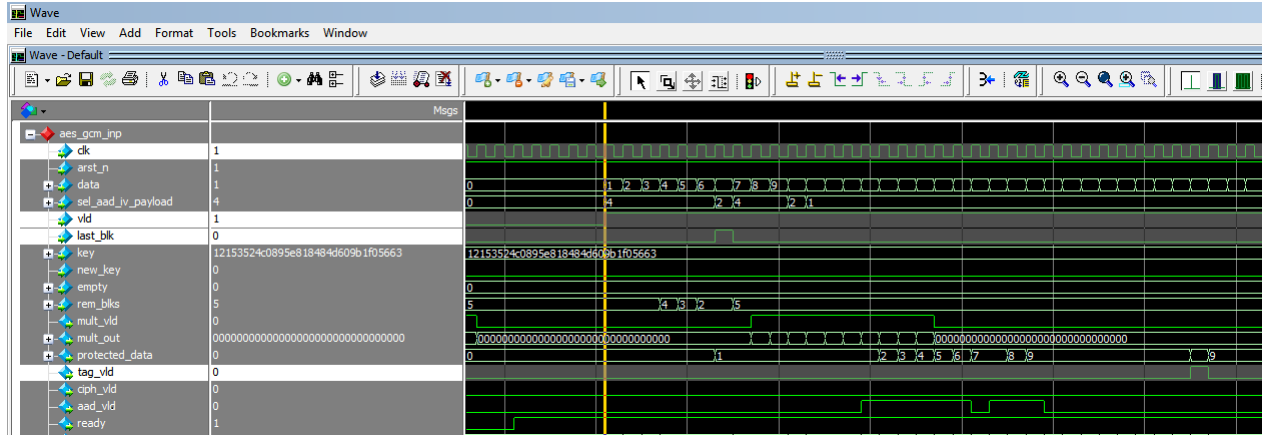 Wave
File Edit View Add Format Tools Bookmarks Window
Wave - Default
Msgs
aes_gcm_inp
clk 1
arst_n 1
data 1 0 1 2 3 4 5 6 7 8 9
sel_aad_iv_payload 4 0 4 2 4 2 1
vld 1
last_blk 0
key 12153524c0895e818484d609b1f05663 12153524c0895e818484d609b1f05663
new_key 0
empty 0 0
rem_blks 5 5 4 3 2 5
mult_vld 0
mult_out 00000000000000000000000000000000 00000000000000000000000000000000 00000000000000000000000000000000
protected_data 0 0 1 2 3 4 5 6 7 8 9 9
tag_vld 0
ciph_vld 0
aad_vld 0
ready 1